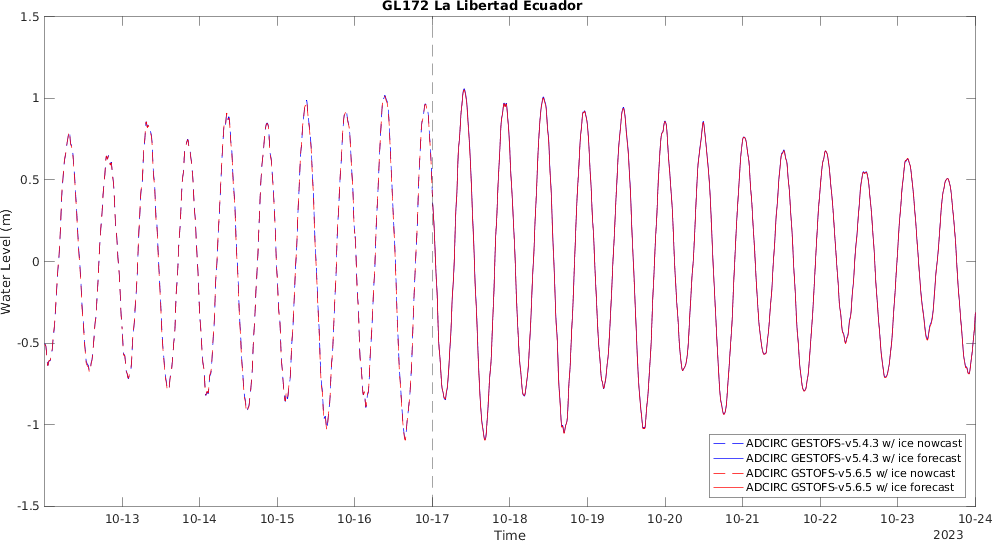 GL172 La Libertad Ecuador
1.5
1
0.5
0
-0.5
-1
-1.5
Water Level (m)
ADCIRC GESTOFS-v5.4.3 w/ ice nowcast
ADCIRC GESTOFS-v5.4.3 w/ ice forecast
ADCIRC GSTOFS-v5.6.5 w/ ice nowcast
ADCIRC GSTOFS-v5.6.5 w/ ice forecast
10-13 10-14 10-15 10-16 10-17 10-18 10-19 10-20 10-21 10-22 10-23 10-24
Time
2023